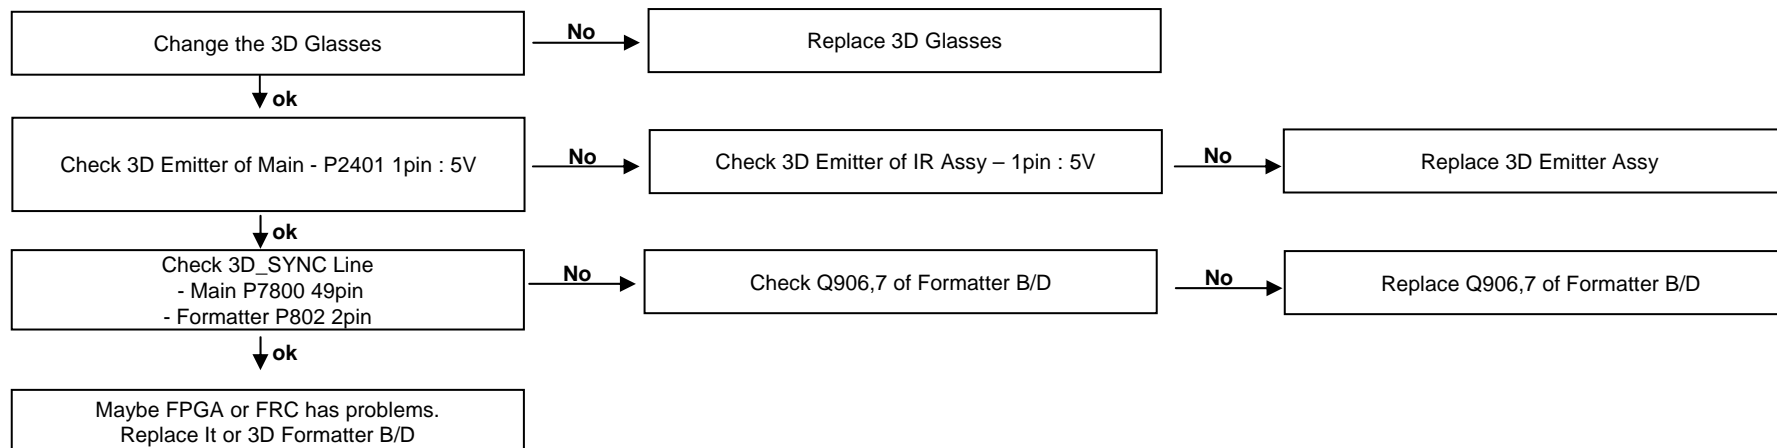 Change the 3D Glasses
No
Replace 3D Glasses
ok
Check 3D Emitter of Main - P2401 1pin : 5V
No
Check 3D Emitter of IR Assy – 1pin : 5V
No
Replace 3D Emitter Assy
ok
Check 3D_SYNC Line
- Main P7800 49pin
- Formatter P802 2pin
No
Check Q906,7 of Formatter B/D
No
Replace Q906,7 of Formatter B/D
ok
Maybe FPGA or FRC has problems.
Replace It or 3D Formatter B/D